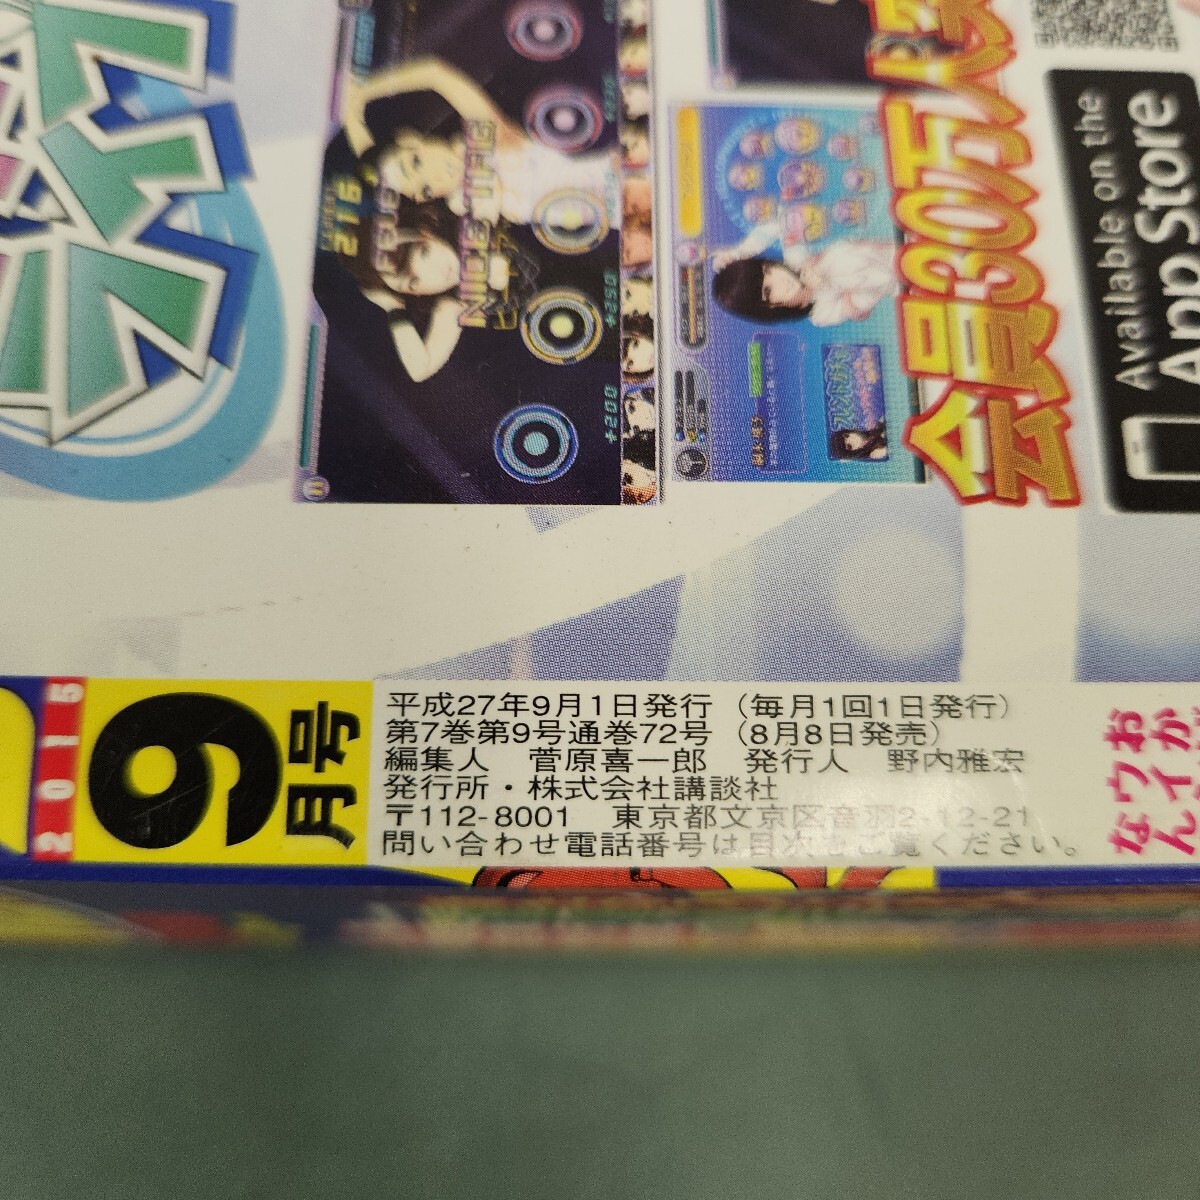 2015
9
月号
平成27年9月1日発行（毎月1回1日発行）
第7巻第9号通巻72号（8月8日発売）
編集人　菅原喜一郎　発行人　野内雅宏
発行所・株式会社講談社
〒112-8001　東京都文京区音羽2-12-21
問い合わせ電話番号は目次をご覧ください。
会員30万人突
Available on the
App Store
NICE TIME
216
+350
+200